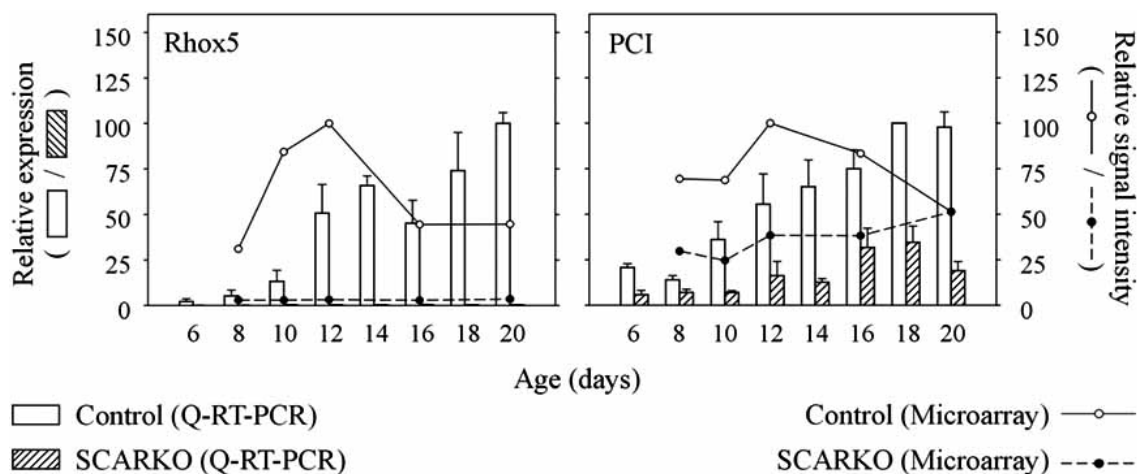 Rhox5
PCI
150
125
100
75
50
25
0
150
125
100
75
50
25
0
6 8 10 12 14 16 18 20
6 8 10 12 14 16 18 20
Relative expression
( / )
Relative signal intensity
( / )
Age (days)
Control (Q-RT-PCR)
SCARKO (Q-RT-PCR)
Control (Microarray)
SCARKO (Microarray)